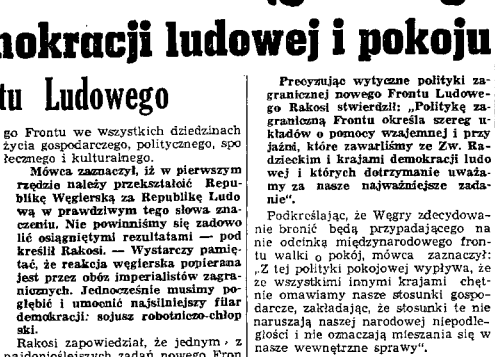 mokracji ludowej i pokoju
tu Ludowego
go Frontu we wszystkich dziedzinach
życia gospodarczego, politycznego, spo
łecznego i kulturalnego.
Mówca zaznaczył, iż w pierwszym
rzędzie należy przekształcić Repu-
blikę Węgierską za Republikę Ludo
wą w prawdziwym tego słowa zna-
czeniu. Nie powinniśmy się zadowo
lić osiągniętymi rezultatami — pod
kreślił Rakosi. — Wystarczy pamię-
tać, że reakcja węgierska popierana
jest przez obóz imperialistów zagra-
nicznych. Jednocześnie musimy po-
głębić i umocnić najsilniejszy filar
demokracji: sojusz robotniczo-chłop
ski.
Rakosi zapowiedział, że jednym z
najdonioślejszych zadań nowego Fron
Precyzując wytyczne polityki za-
granicznej nowego Frontu Ludowe-
go Rakosi stwierdził: „Politykę za-
graniczną Frontu określa szereg u-
kładów o pomocy wzajemnej i przy
jaźni, które zawarliśmy ze Zw. Ra-
dzieckim i krajami demokracji ludo
wej i których dotrzymanie uważa-
my za nasze najważniejsze zada-
nie".
Podkreślając, że Węgry zdecydowa-
nie bronić będą przypadającego na
nie odcinka międzynarodowego fron-
tu walki o pokój, mówca zaznaczył:
„Z tej polityki pokojowej wypływa, że
ze wszystkimi innymi krajami chęt-
nie omawiamy nasze stosunki gospo-
darcze, zakładając, że stosunki te nie
naruszają naszej narodowej niepodle-
głości i nie oznaczają mieszania się w
nasze wewnętrzne sprawy".